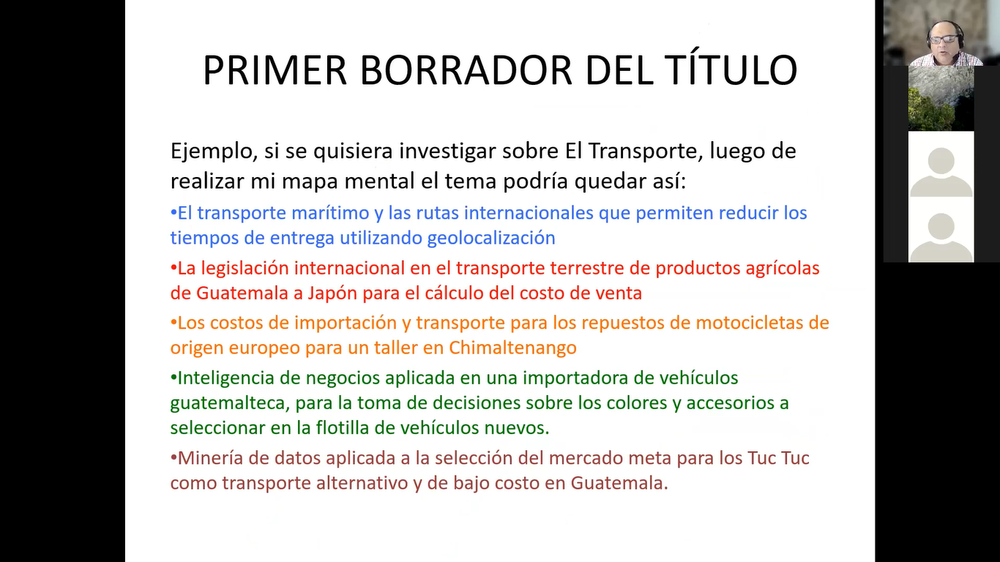 PRIMER BORRADOR DEL TÍTULO
Ejemplo, si se quisiera investigar sobre El Transporte, luego de
realizar mi mapa mental el tema podría quedar así:
•El transporte marítimo y las rutas internacionales que permiten reducir los
tiempos de entrega utilizando geolocalización
•La legislación internacional en el transporte terrestre de productos agrícolas
de Guatemala a Japón para el cálculo del costo de venta
•Los costos de importación y transporte para los repuestos de motocicletas de
origen europeo para un taller en Chimaltenango
•Inteligencia de negocios aplicada en una importadora de vehículos
guatemalteca, para la toma de decisiones sobre los colores y accesorios a
seleccionar en la flotilla de vehículos nuevos.
•Minería de datos aplicada a la selección del mercado meta para los Tuc Tuc
como transporte alternativo y de bajo costo en Guatemala.